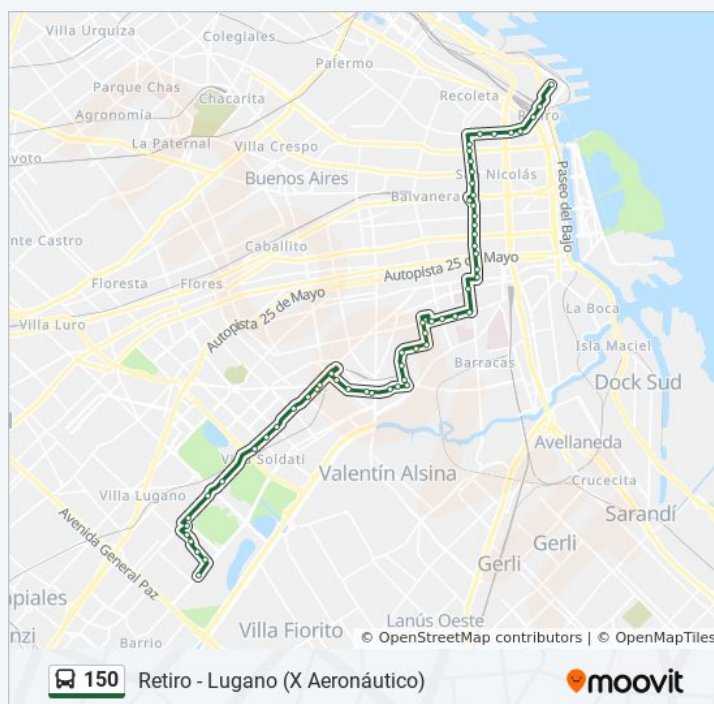 Villa Urquiza
Colegiales
Palermo
Parque Chas
Chacarita
Recoleta
Agronomía
Retiro
La Paternal
Villa Crespo
voto
San Nicolás
Buenos Aires
Balvanera
Paseo del Bajo
nte Castro
Caballito
Autopista 25 de Mayo
Floresta
Flores
Autopista 25 de Mayo
Villa Luro
La Boca
Isla Maciel
Barracas
Dock Sud
Avellaneda
Villa Soldati
Valentín Alsina
Crucecita
Villa Lugano
Sarandí
Avenida General Paz
Gerli
Gerli
apiales
Lanús Oeste
Villa Fiorito
nzi
Barrio
© OpenStreetMap contributors | © OpenMapTiles
150 Retiro - Lugano (X Aeronáutico)
moovit